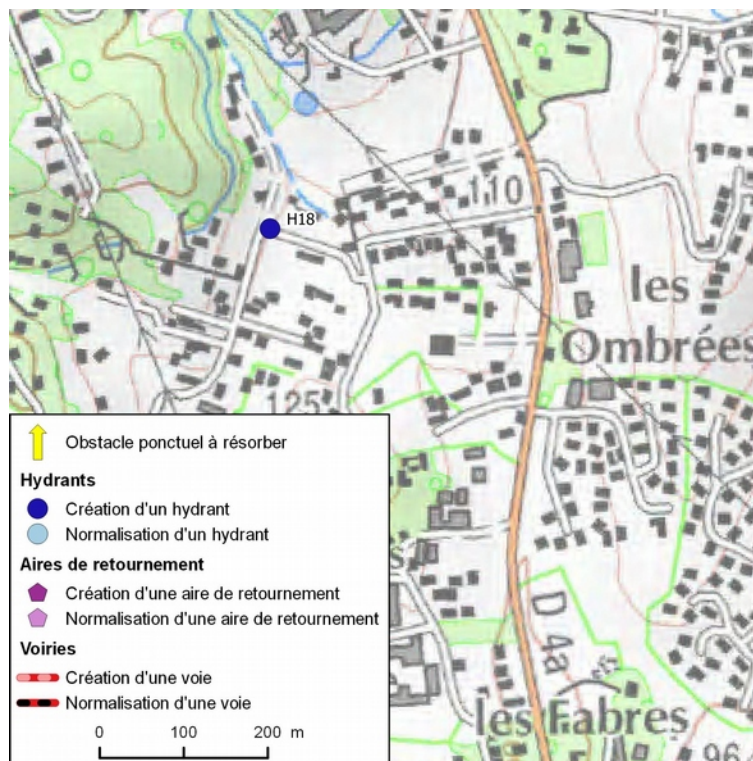 110
H18
les
Ombrées
125
Obstacle ponctuel à résorber
Hydrants
Création d'un hydrant
Normalisation d'un hydrant
Aires de retournement
Création d'une aire de retournement
Normalisation d'une aire de retournement
Voiries
Création d'une voie
Normalisation d'une voie
0 100 200 m
D 4a
les Fabres
96